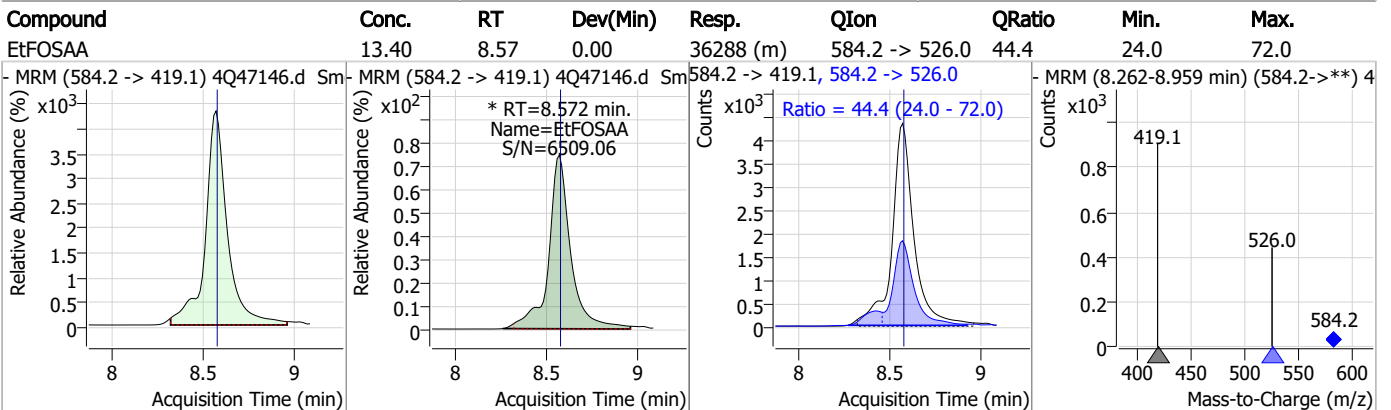 Compound Conc. RT Dev(Min) Resp. QIon QRatio Min. Max.
EtFOSAA 13.40 8.57 0.00 36288 (m) 584.2 -> 526.0 44.4 24.0 72.0
- MRM (584.2 -> 419.1) 4Q47146.d Sm
Relative Abundance (%)
x10³
3.5
3
2.5
2
1.5
1
0.5
0
8 8.5 9
Acquisition Time (min)
- MRM (584.2 -> 419.1) 4Q47146.d Sm
Relative Abundance (%)
x10²
* RT=8.572 min.
Name=EtFOSAA
S/N=6509.06
0.8
0.7
0.6
0.5
0.4
0.3
0.2
0.1
0
8 8.5 9
Acquisition Time (min)
584.2 -> 419.1, 584.2 -> 526.0
Counts
x10³
Ratio = 44.4 (24.0 - 72.0)
4
3.5
3
2.5
2
1.5
1
0.5
0
8 8.5 9
Acquisition Time (min)
- MRM (8.262-8.959 min) (584.2->**) 4
Counts
x10³
419.1
0.8
0.6
0.4
526.0
0.2
584.2
0
400 450 500 550 600
Mass-to-Charge (m/z)